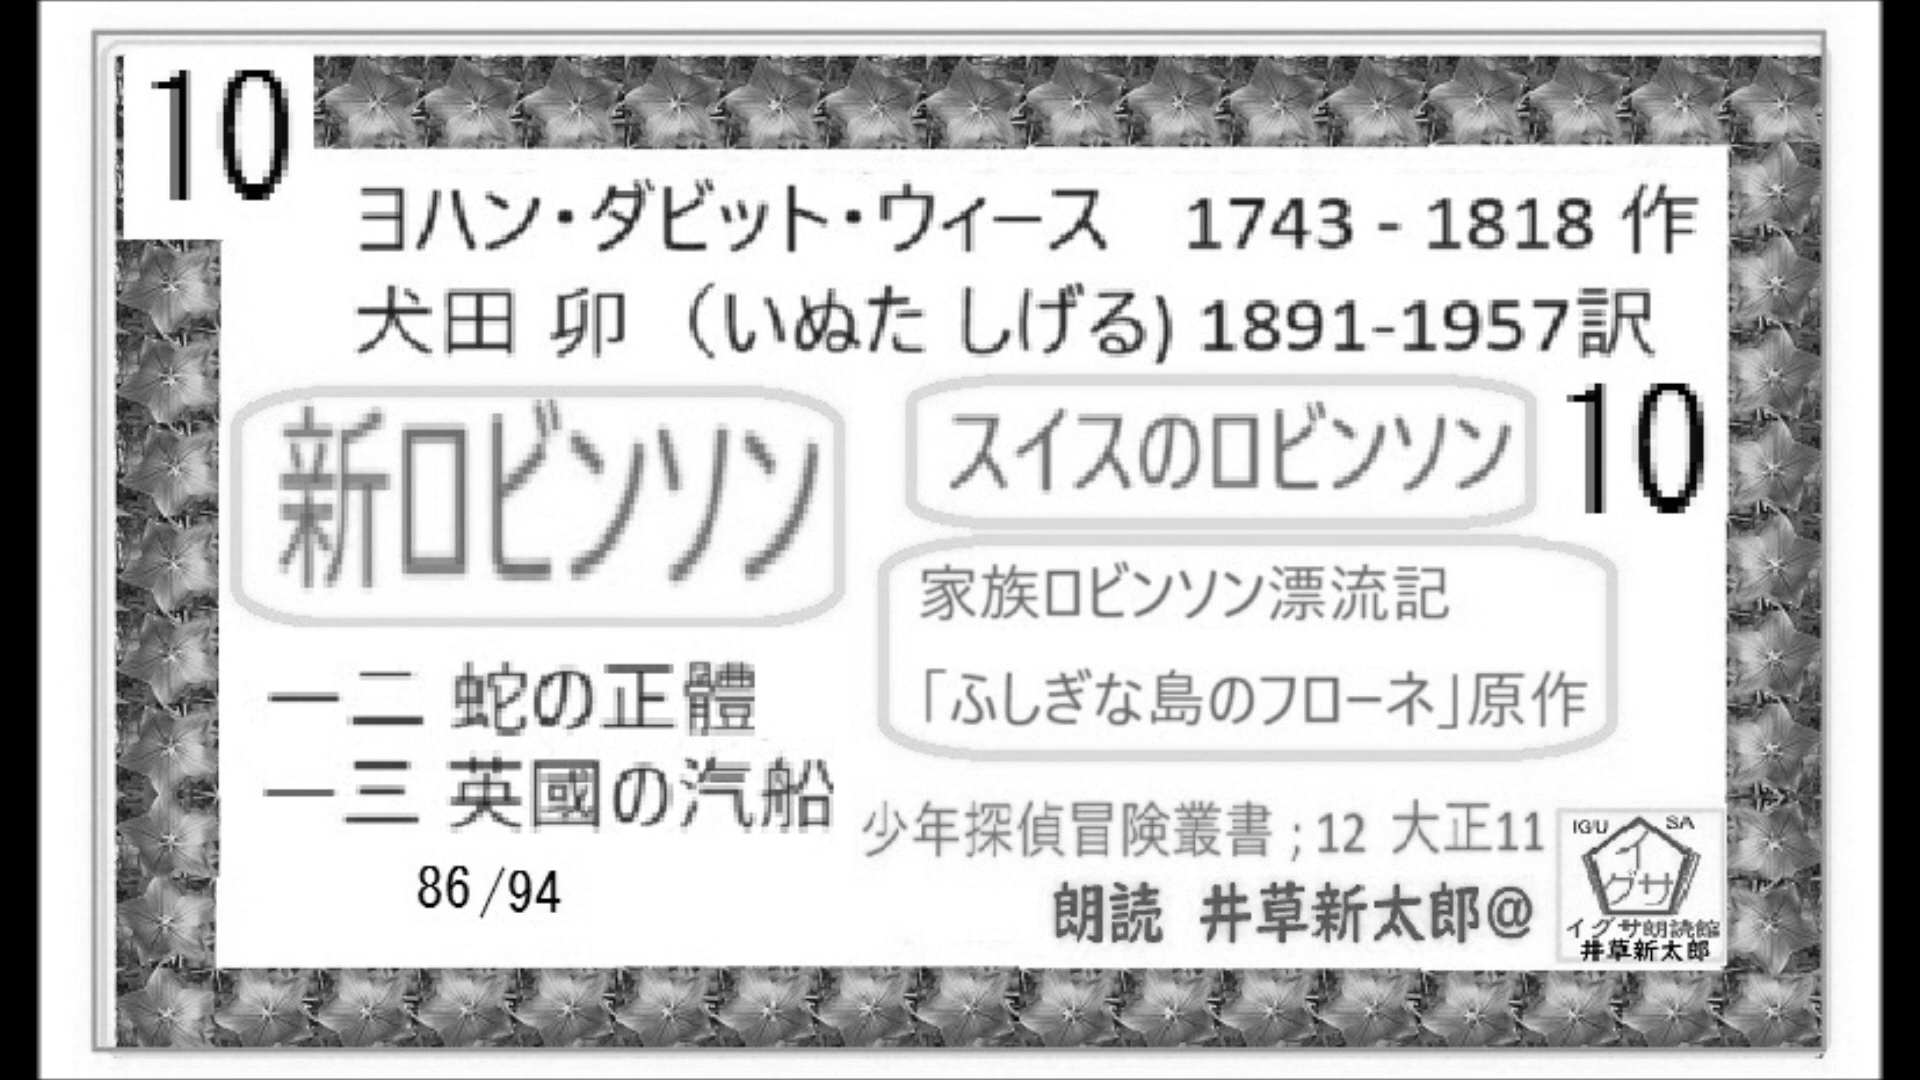 10
ヨハン・ダビット・ウィース 1743 - 1818 作
犬田 卯 (いぬた しげる) 1891-1957訳
新ロビンソン
スイスのロビンソン
10
家族ロビンソン漂流記
「ふしぎな島のフローネ」原作
一二 蛇の正體
一三 英國の汽船
86/94
少年探偵冒険叢書 ; 12 大正11
朗読 井草新太郎@
IGU SA
イ
グサ
イグサ朗読館
井草新太郎